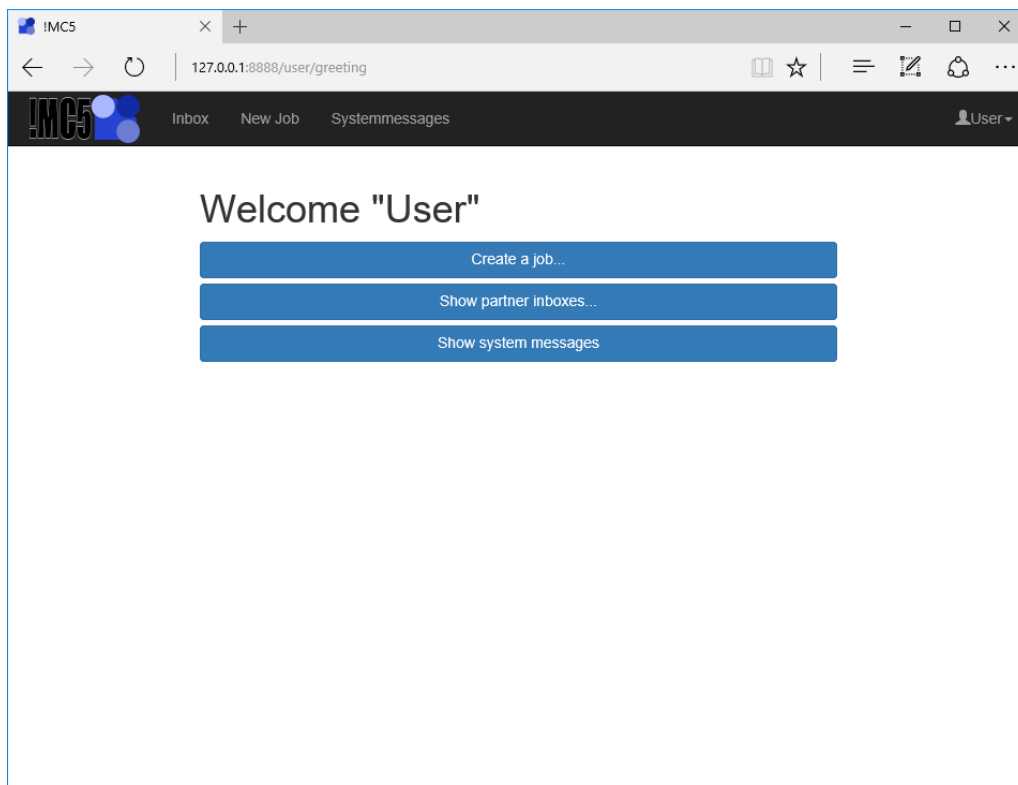 !MC5
127.0.0.1:8888/user/greeting
!MC5 Inbox New Job Systemmessages User
Welcome "User"
Create a job...
Show partner inboxes...
Show system messages